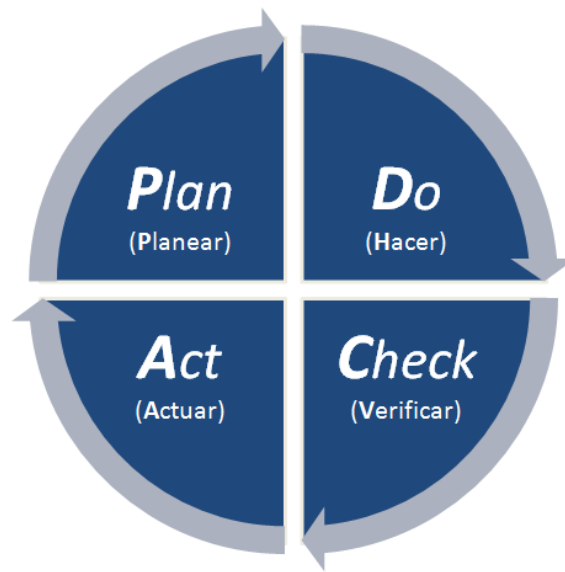 Plan
(Planear)
Do
(Hacer)
Act
(Actuar)
Check
(Verificar)